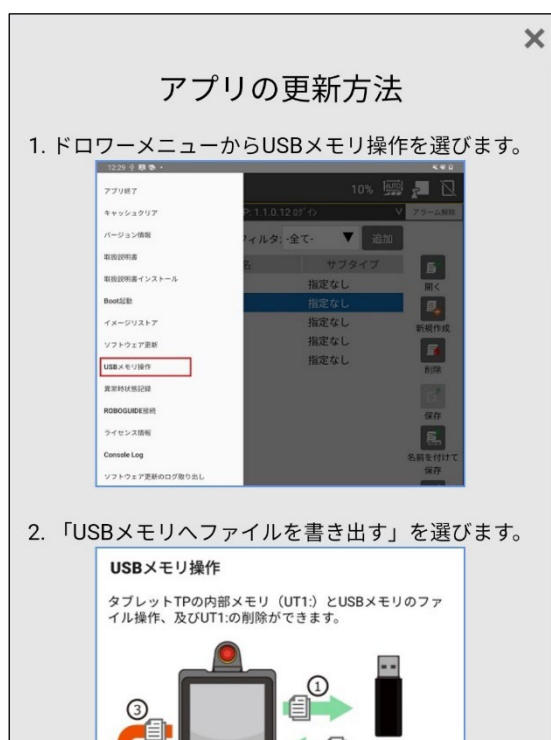 アプリの更新方法
1. ドロワーメニューからUSBメモリ操作を選びます。
12:29
アプリ終了
キャッシュクリア
バージョン情報
取扱説明書
取扱説明書インストール
Boot起動
イメージリストア
ソフトウェア更新
USBメモリ操作
異常時状態記録
ROBOGUIDE接続
ライセンス情報
Console Log
ソフトウェア更新のログ取り出し
10%
AUTO
P: 1.1.0.12 ログイン
アラーム解除
フィルタ: -全て-
追加
名
サブタイプ
指定なし
指定なし
指定なし
指定なし
指定なし
開く
新規作成
削除
保存
名前を付けて
保存
2. 「USBメモリへファイルを書き出す」を選びます。
USBメモリ操作
タブレットTPの内部メモリ（UT1:）とUSBメモリのファ
イル操作、及びUT1:の削除ができます。
①
③